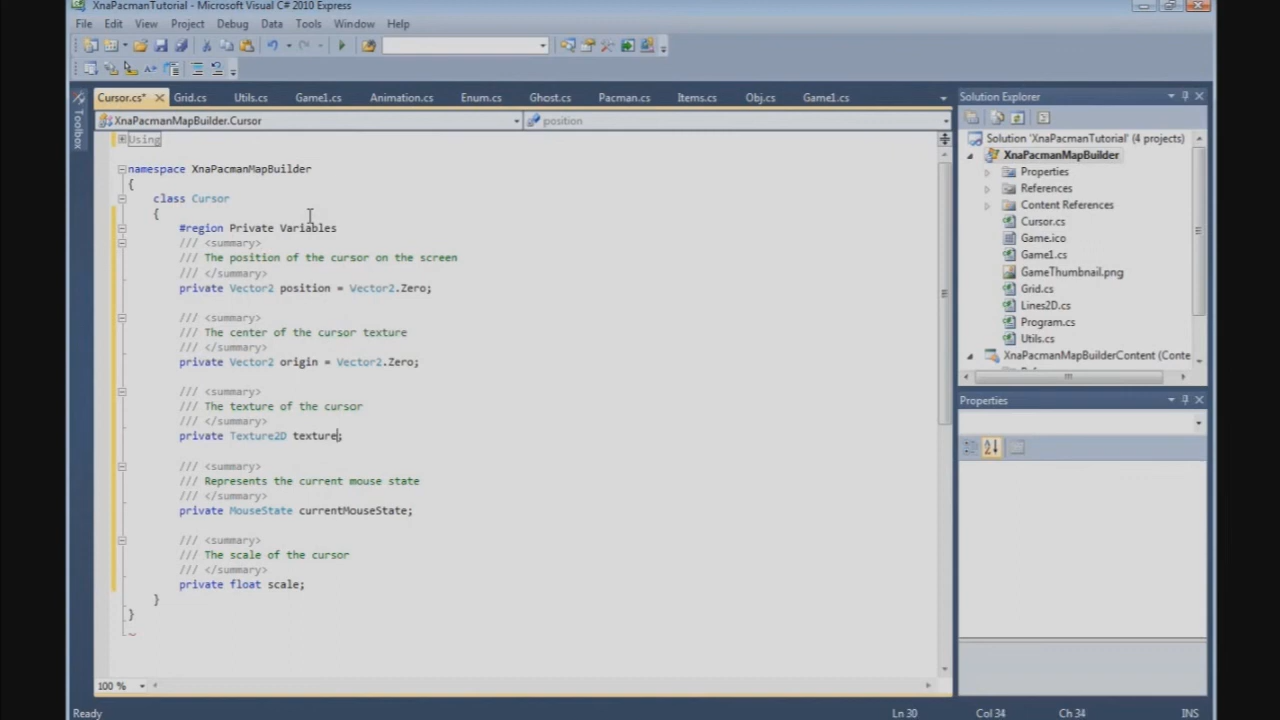 XnaPacmanTutorial - Microsoft Visual C# 2010 Express
File Edit View Project Debug Data Tools Window Help
Cursor.cs* Grid.cs Utils.cs Game1.cs Animation.cs Enum.cs Ghost.cs Pacman.cs Items.cs Obj.cs Game1.cs
XnaPacmanMapBuilder.Cursor position
Toolbox
Using
namespace XnaPacmanMapBuilder
{
class Cursor
{
#region Private Variables
/// <summary>
/// The position of the cursor on the screen
/// </summary>
private Vector2 position = Vector2.Zero;
/// <summary>
/// The center of the cursor texture
/// </summary>
private Vector2 origin = Vector2.Zero;
/// <summary>
/// The texture of the cursor
/// </summary>
private Texture2D texture;
/// <summary>
/// Represents the current mouse state
/// </summary>
private MouseState currentMouseState;
/// <summary>
/// The scale of the cursor
/// </summary>
private float scale;
}
}
100 %
Solution Explorer
Solution 'XnaPacmanTutorial' (4 projects)
XnaPacmanMapBuilder
Properties
References
Content References
Cursor.cs
Game.ico
Game1.cs
GameThumbnail.png
Grid.cs
Lines2D.cs
Program.cs
Utils.cs
XnaPacmanMapBuilderContent (Conte
Properties
Ready Ln 30 Col 34 Ch 34 INS